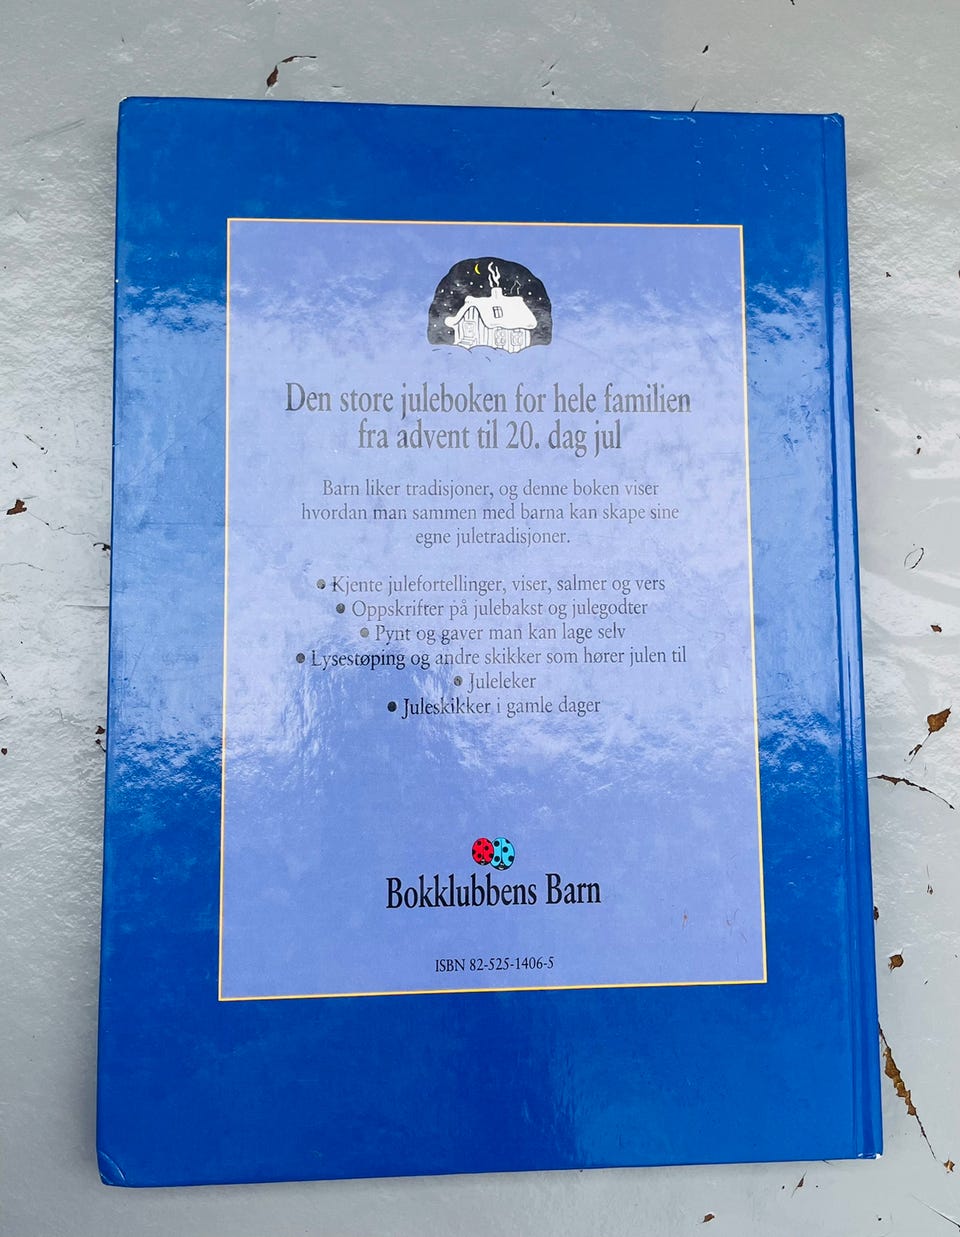 Den store juleboken for hele familien
fra advent til 20. dag jul
Barn liker tradisjoner, og denne boken viser
hvordan man sammen med barna kan skape sine
egne juletradisjoner.
• Kjente julefortellinger, viser, salmer og vers
• Oppskrifter på julebakst og julegodter
• Pynt og gaver man kan lage selv
• Lysestøping og andre skikker som hører julen til
• Juleleker
• Juleskikker i gamle dager
Bokklubbens Barn
ISBN 82-525-1406-5